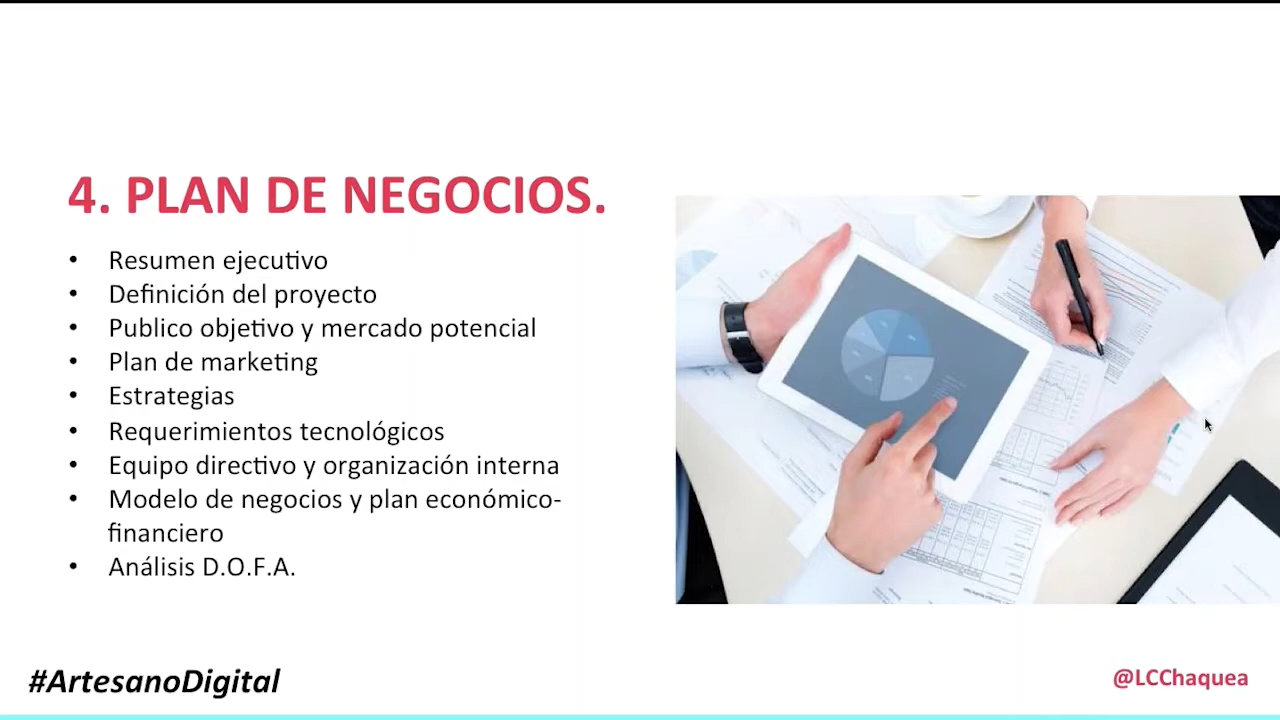 4. PLAN DE NEGOCIOS.
• Resumen ejecutivo
• Definición del proyecto
• Publico objetivo y mercado potencial
• Plan de marketing
• Estrategias
• Requerimientos tecnológicos
• Equipo directivo y organización interna
• Modelo de negocios y plan económico-
financiero
• Análisis D.O.F.A.
#ArtesanoDigital
@LCChaquea